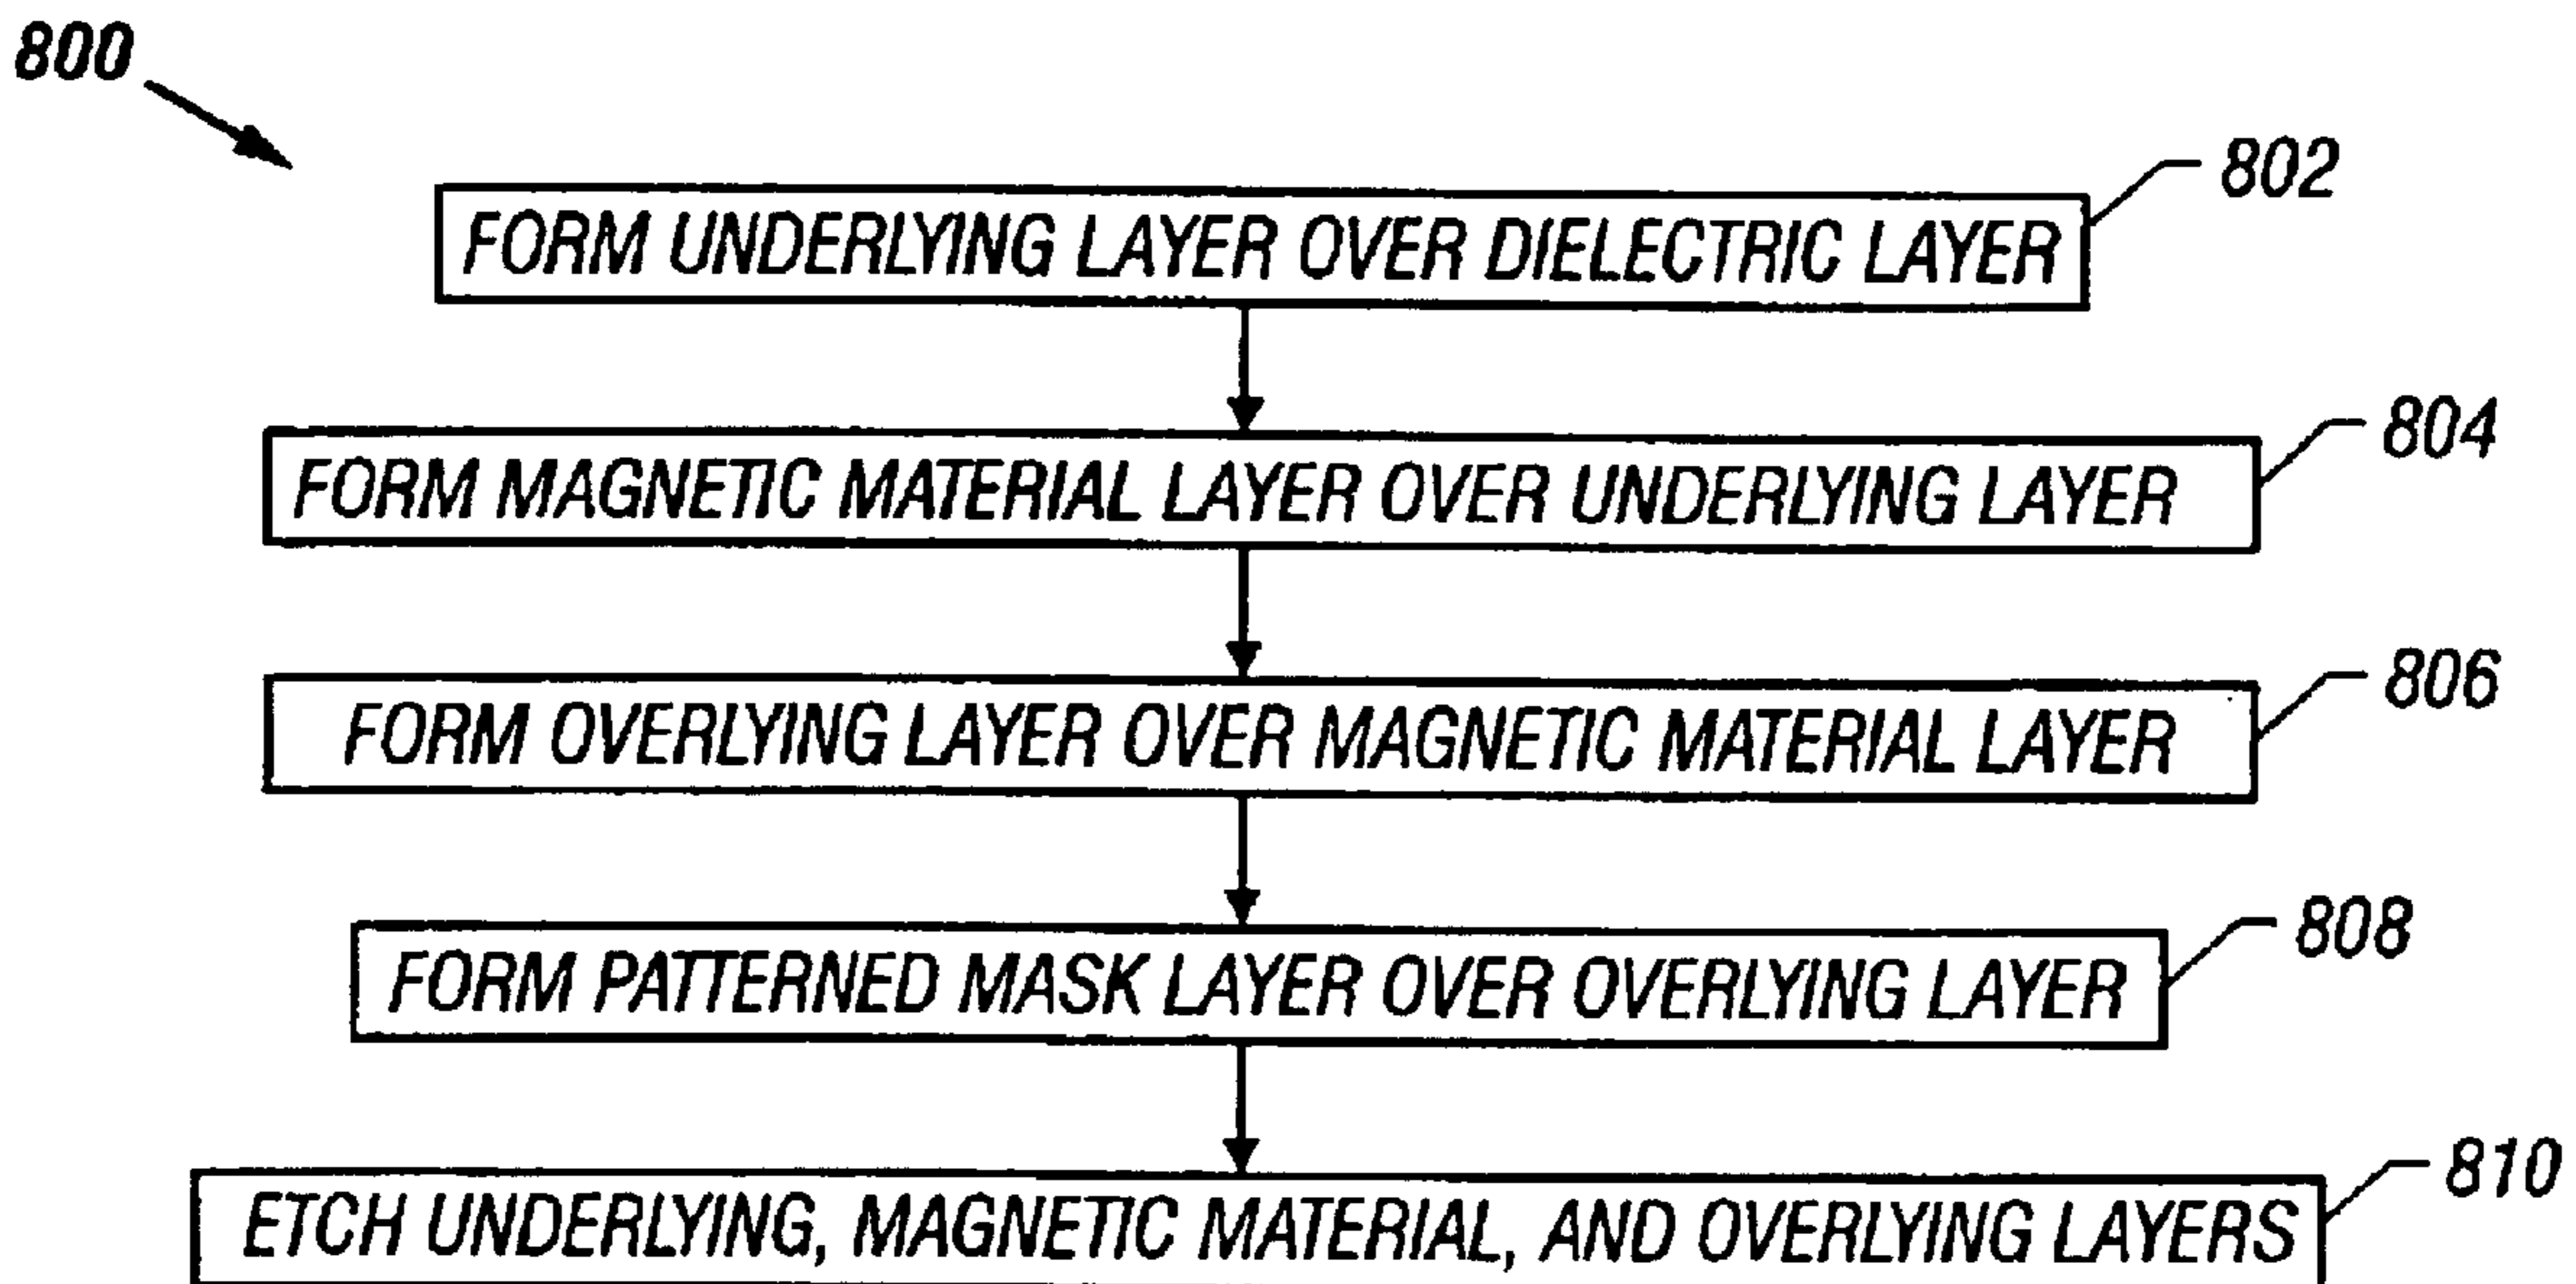 800
802
FORM UNDERLYING LAYER OVER DIELECTRIC LAYER
804
FORM MAGNETIC MATERIAL LAYER OVER UNDERLYING LAYER
806
FORM OVERLYING LAYER OVER MAGNETIC MATERIAL LAYER
808
FORM PATTERNED MASK LAYER OVER OVERLYING LAYER
810
ETCH UNDERLYING, MAGNETIC MATERIAL, AND OVERLYING LAYERS